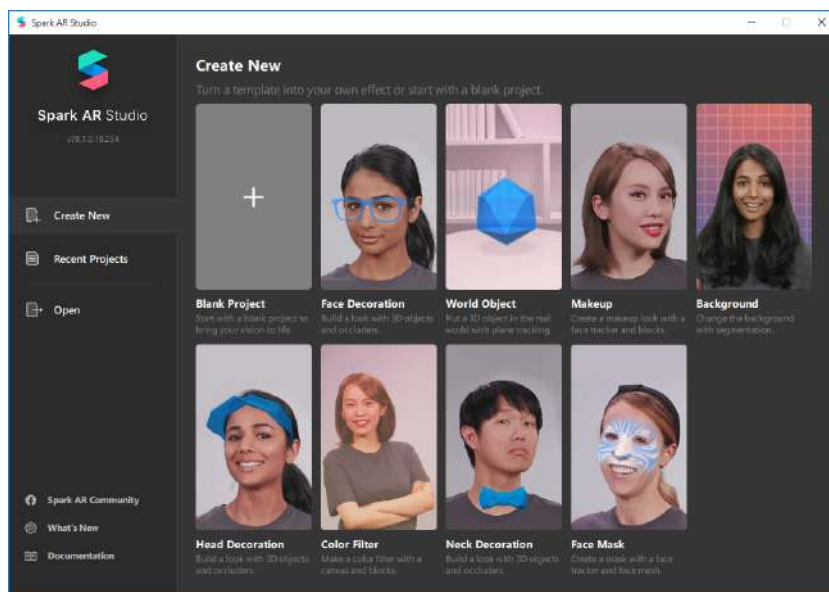 Spark AR Studio
Spark AR Studio
Create New
Recent Projects
Open
Spark AR Community
What's New
Documentation
Create New
Turn a template into your own effect or start with a blank project.
Blank Project
Start with a blank project to
bring your vision to life.
Face Decoration
Build a look with 3D objects
and occluders.
World Object
Put a 3D object in the real
world with plane tracking.
Makeup
Create a makeup look with a
face tracker and blocks.
Background
Change the background
with segmentation.
Head Decoration
Build a look with 3D objects
and occluders.
Color Filter
Make a color filter with a
canvas and blocks.
Neck Decoration
Build a look with 3D objects
and occluders.
Face Mask
Create a mask with a face
tracker and face mesh.